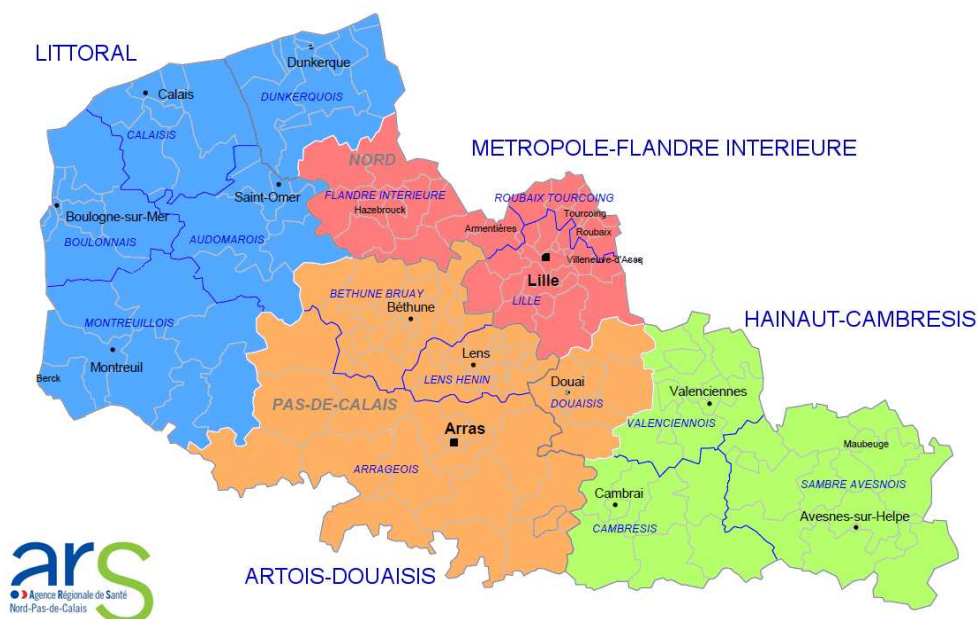 LITTORAL
Dunkerque
DUNKERQUOIS
Calais
CALAISIS
METROPOLE-FLANDRE INTERIEURE
NORD
FLANDRE INTERIEURE
Hazebrouck
ROUBAIX TOURCOING
Tourcoing
Roubaix
Armentières
Villeneuve-d'Ascq
Lille
LILLE
Saint-Omer
Boulogne-sur-Mer
BOULONNAIS
AUDOMAROIS
BETHUNE BRUAY
Béthune
HAINAUT-CAMBRESIS
MONTREUILLOIS
Montreuil
Berck
Lens
LENS HENIN
Douai
DOUAISIS
PAS-DE-CALAIS
Arras
ARRAGEOIS
Valenciennes
VALENCIENNOIS
Maubeuge
SAMBRE AVESNOIS
Avesnes-sur-Helpe
Cambrai
CAMBRESIS
ARTOIS-DOUAISIS
ars
Agence Régionale de Santé
Nord-Pas-de-Calais